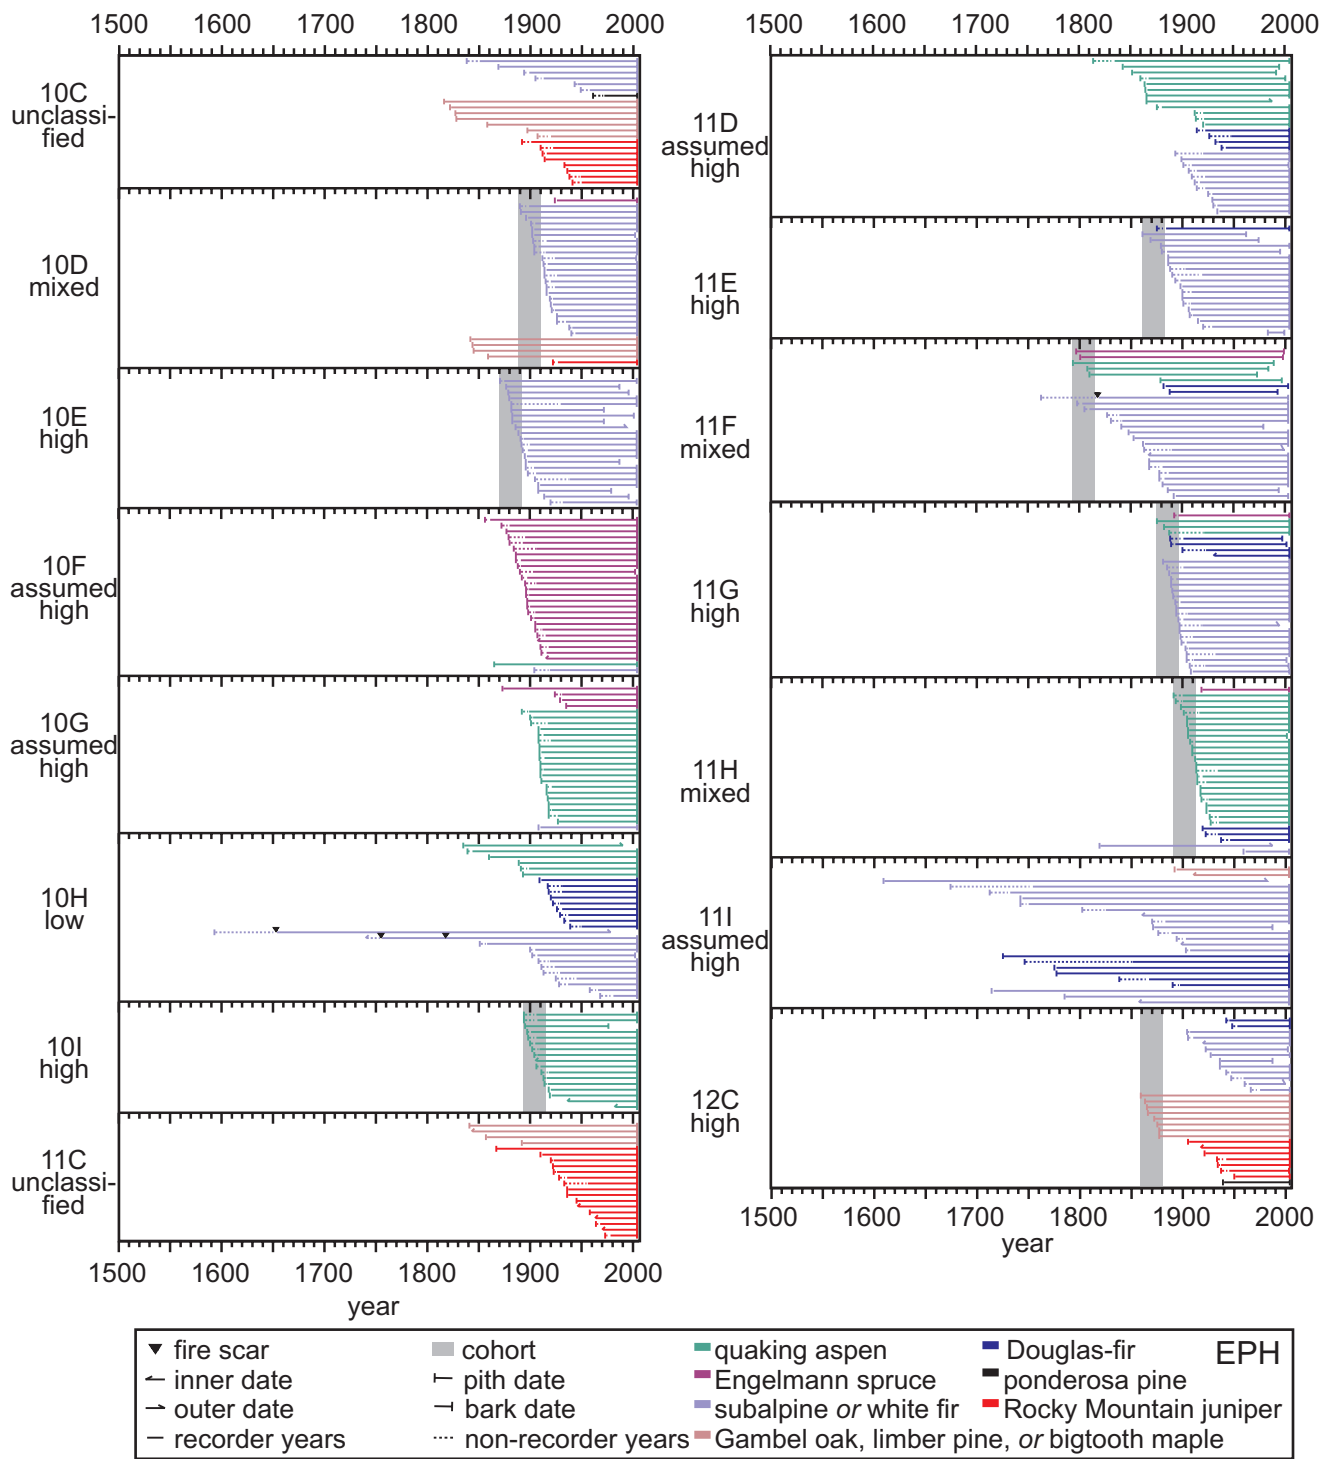 1500 1600 1700 1800 1900 2000
10C
unclassi-
fied
10D
mixed
10E
high
10F
assumed
high
10G
assumed
high
10H
low
10I
high
11C
unclassi-
fied
1500 1600 1700 1800 1900 2000
year
1500 1600 1700 1800 1900 2000
11D
assumed
high
11E
high
11F
mixed
11G
high
11H
mixed
11I
assumed
high
12C
high
1500 1600 1700 1800 1900 2000
year
fire scar cohort quaking aspen Douglas-fir EPH
inner date pith date Engelmann spruce ponderosa pine
outer date bark date subalpine or white fir Rocky Mountain juniper
recorder years non-recorder years Gambel oak, limber pine, or bigtooth maple